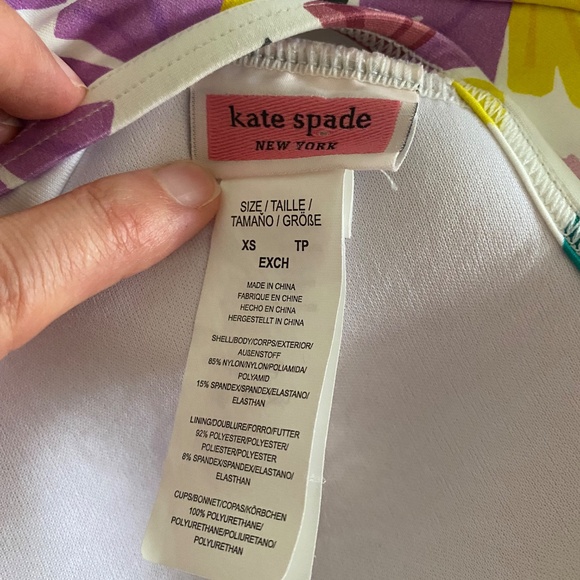 kate spade
NEW YORK
SIZE / TAILLE /
TAMAÑO / GRÖßE
XS TP
EXCH
MADE IN CHINA
FABRIQUE EN CHINE
HECHO EN CHINA
HERGESTELLT IN CHINA
SHELL/BODY/CORPS/EXTERIOR/
AUßENSTOFF
85% NYLON/NYLON/POLIAMIDA/
POLYAMID
15% SPANDEX/SPANDEX/ELASTANO/
ELASTHAN
LINING/DOUBLURE/FORRO/FUTTER
92% POLYESTER/POLYESTER/
POLIESTER/POLYESTER
8% SPANDEX/SPANDEX/ELASTANO/
ELASTHAN
CUPS/BONNET/COPAS/KÖRBCHEN
100% POLYURETHANE/
POLYURETHANE/POLIURETANO/
POLYURETHAN